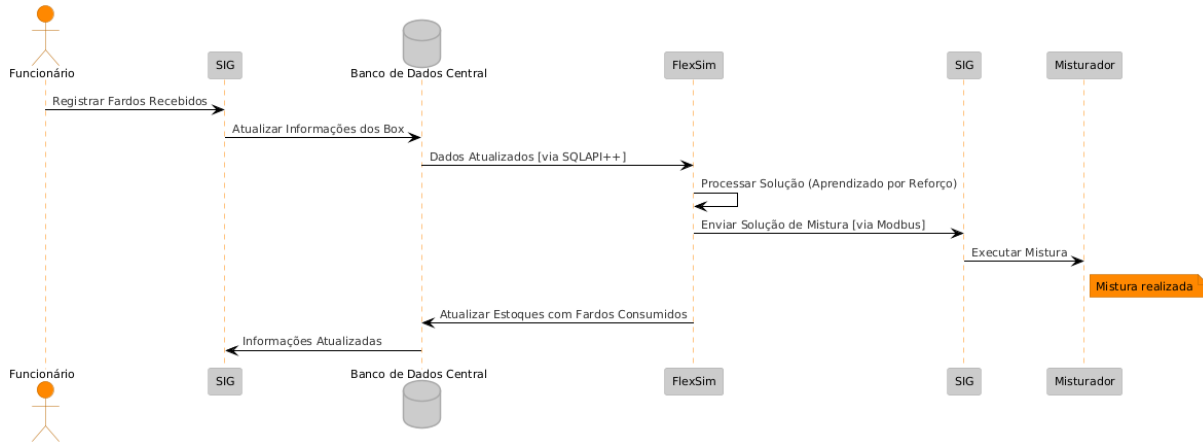 Funcionário
SIG
Banco de Dados Central
FlexSim
SIG
Misturador
Registrar Fardos Recebidos
Atualizar Informações dos Box
Dados Atualizados [via SQLAPI++]
Processar Solução (Aprendizado por Reforço)
Enviar Solução de Mistura [via Modbus]
Executar Mistura
Mistura realizada
Atualizar Estoques com Fardos Consumidos
Informações Atualizadas
Funcionário
SIG
Banco de Dados Central
FlexSim
SIG
Misturador